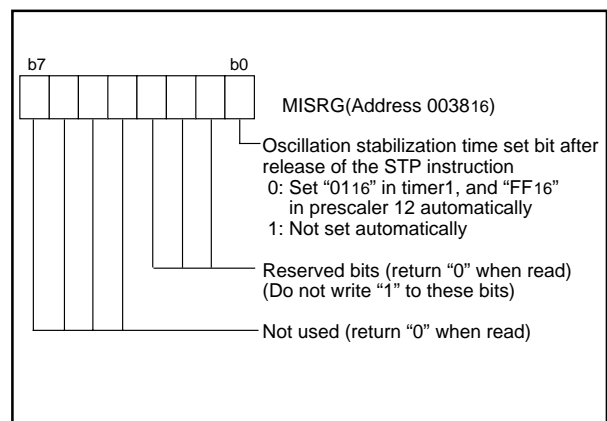 b7 b0
MISRG(Address 003816)
Oscillation stabilization time set bit after
release of the STP instruction
0: Set “0116” in timer1, and “FF16”
in prescaler 12 automatically
1: Not set automatically
Reserved bits (return “0” when read)
(Do not write “1” to these bits)
Not used (return “0” when read)